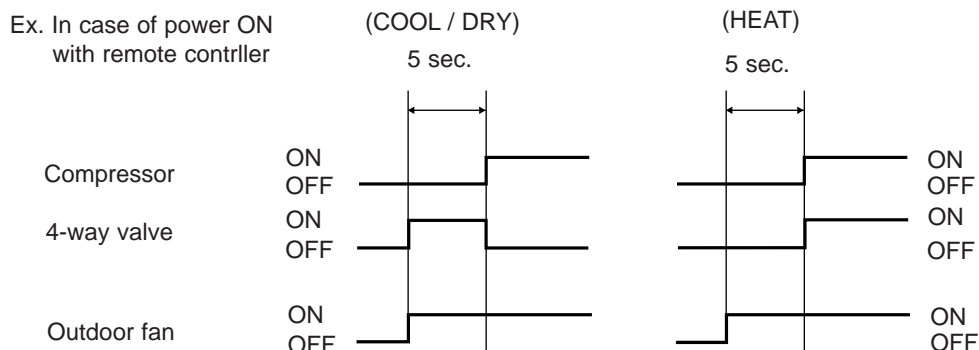 Ex. In case of power ON
with remote contrller
(COOL / DRY)
(HEAT)
5 sec.
5 sec.
Compressor
ON
OFF
ON
OFF
4-way valve
ON
OFF
ON
OFF
Outdoor fan
ON
OFF
ON
OFF